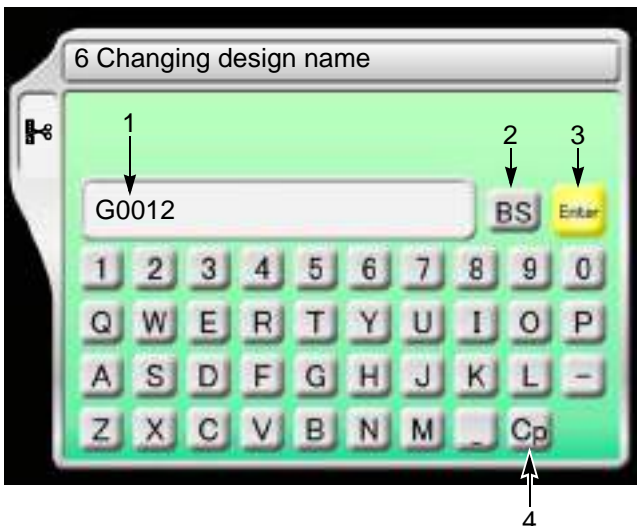 6 Changing design name
1
2 3
G0012 BS Enter
1 2 3 4 5 6 7 8 9 0
Q W E R T Y U I O P
A S D F G H J K L -
Z X C V B N M _ Cp
4